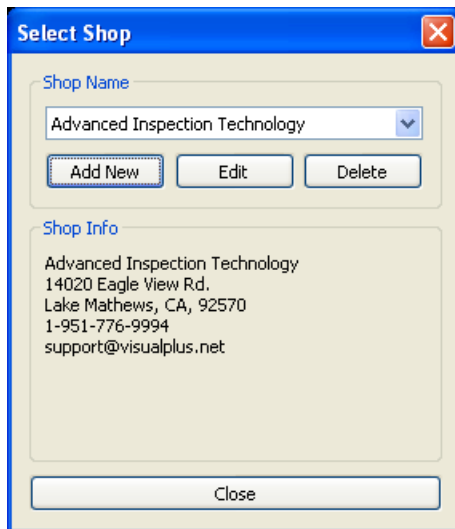 Select Shop
Shop Name
Advanced Inspection Technology
Add New
Edit
Delete
Shop Info
Advanced Inspection Technology
14020 Eagle View Rd.
Lake Mathews, CA, 92570
1-951-776-9994
support@visualplus.net
Close